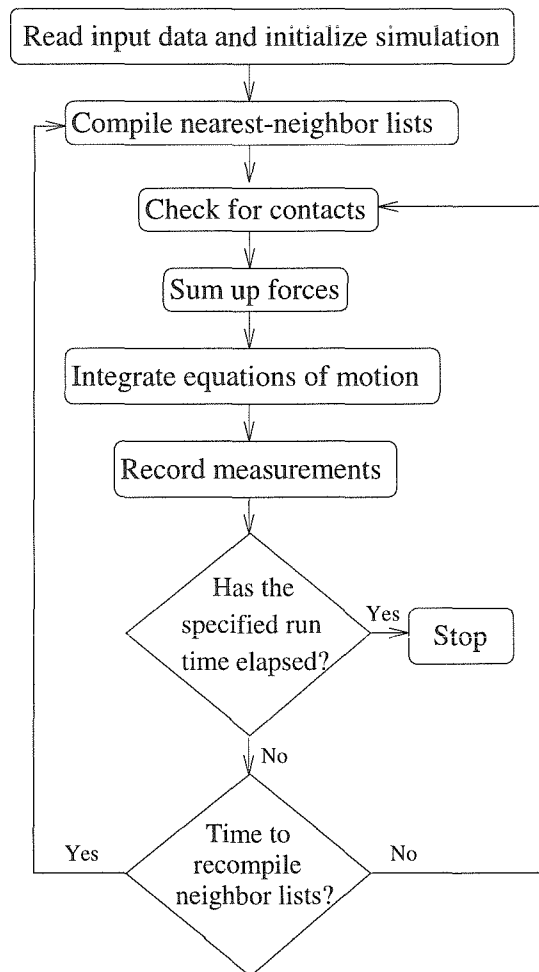 Read input data and initialize simulation
Compile nearest-neighbor lists
Check for contacts
Sum up forces
Integrate equations of motion
Record measurements
Has the
specified run
time elapsed?
Yes
Stop
No
Time to
recompile
neighbor lists?
Yes
No